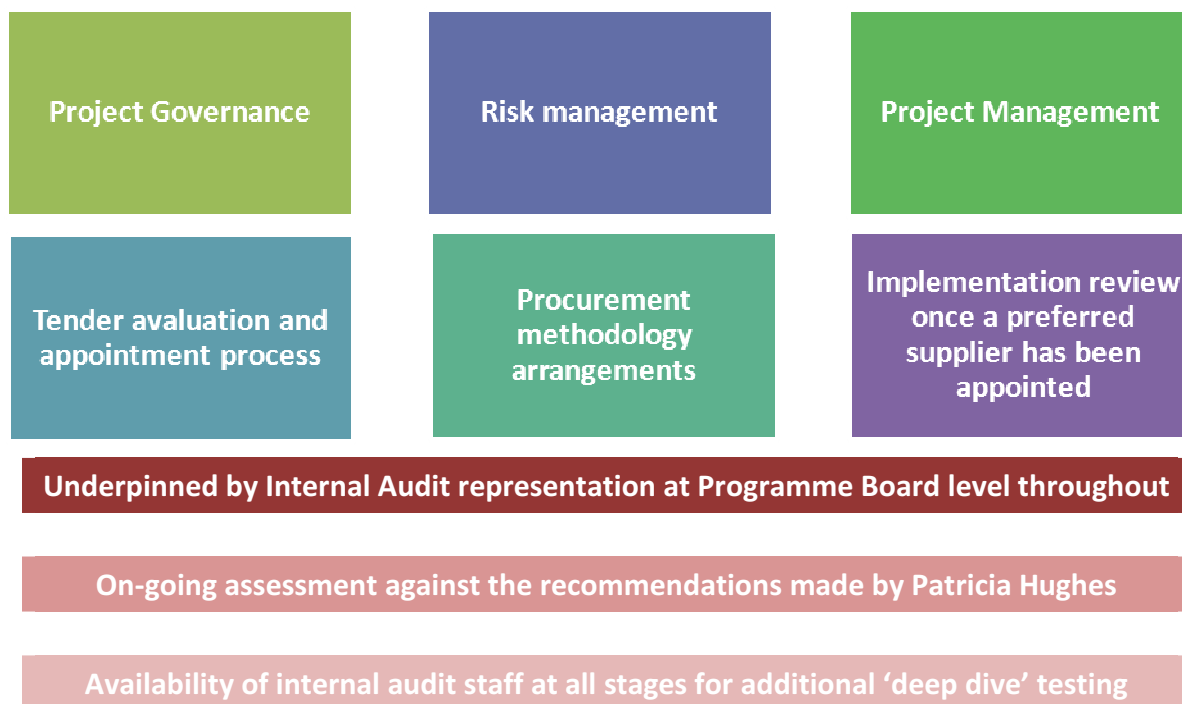 Project Governance
Risk management
Project Management
Tender avaluation and
appointment process
Procurement
methodology
arrangements
Implementation review
once a preferred
supplier has been
appointed
Underpinned by Internal Audit representation at Programme Board level throughout
On-going assessment against the recommendations made by Patricia Hughes
Availability of internal audit staff at all stages for additional ‘deep dive’ testing